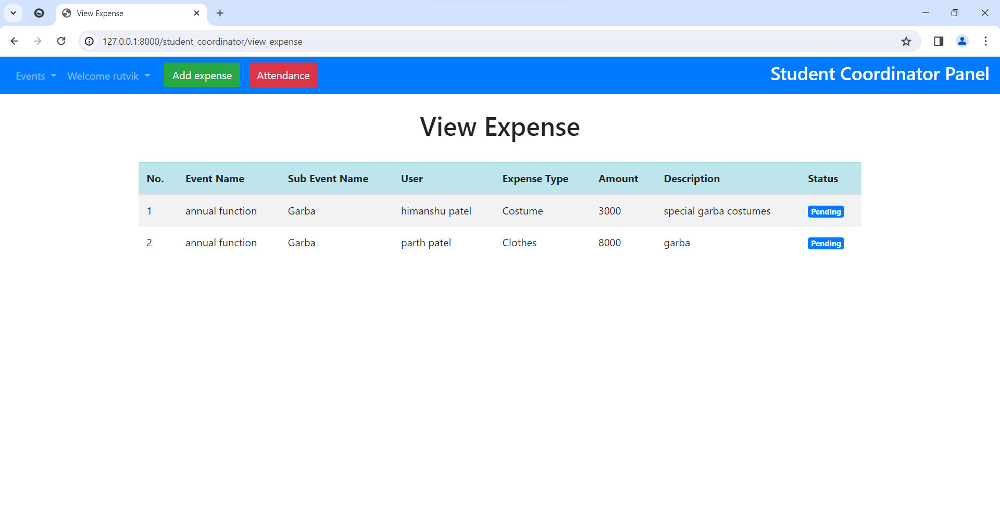 View Expense
127.0.0.1:8000/student_coordinator/view_expense
Events Welcome rutvik Add expense Attendance Student Coordinator Panel
View Expense
No. Event Name Sub Event Name User Expense Type Amount Description Status
1 annual function Garba himanshu patel Costume 3000 special garba costumes Pending
2 annual function Garba parth patel Clothes 8000 garba Pending